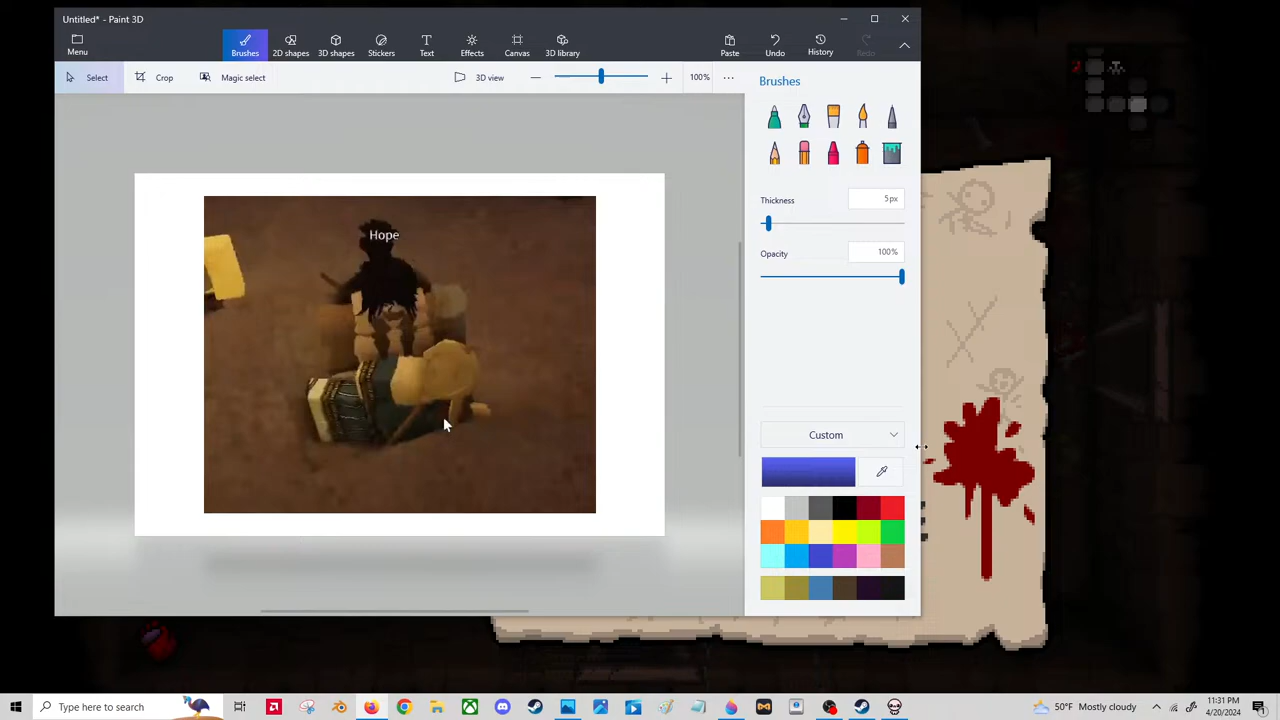 Untitled* - Paint 3D
Menu
Brushes
2D shapes
3D shapes
Stickers
Text
Effects
Canvas
3D library
Paste
Undo
History
Redo
Select
Crop
Magic select
3D view
100%
Brushes
Thickness
5px
Opacity
100%
Hope
Custom
Type here to search
50°F Mostly cloudy
11:31 PM
4/20/2024